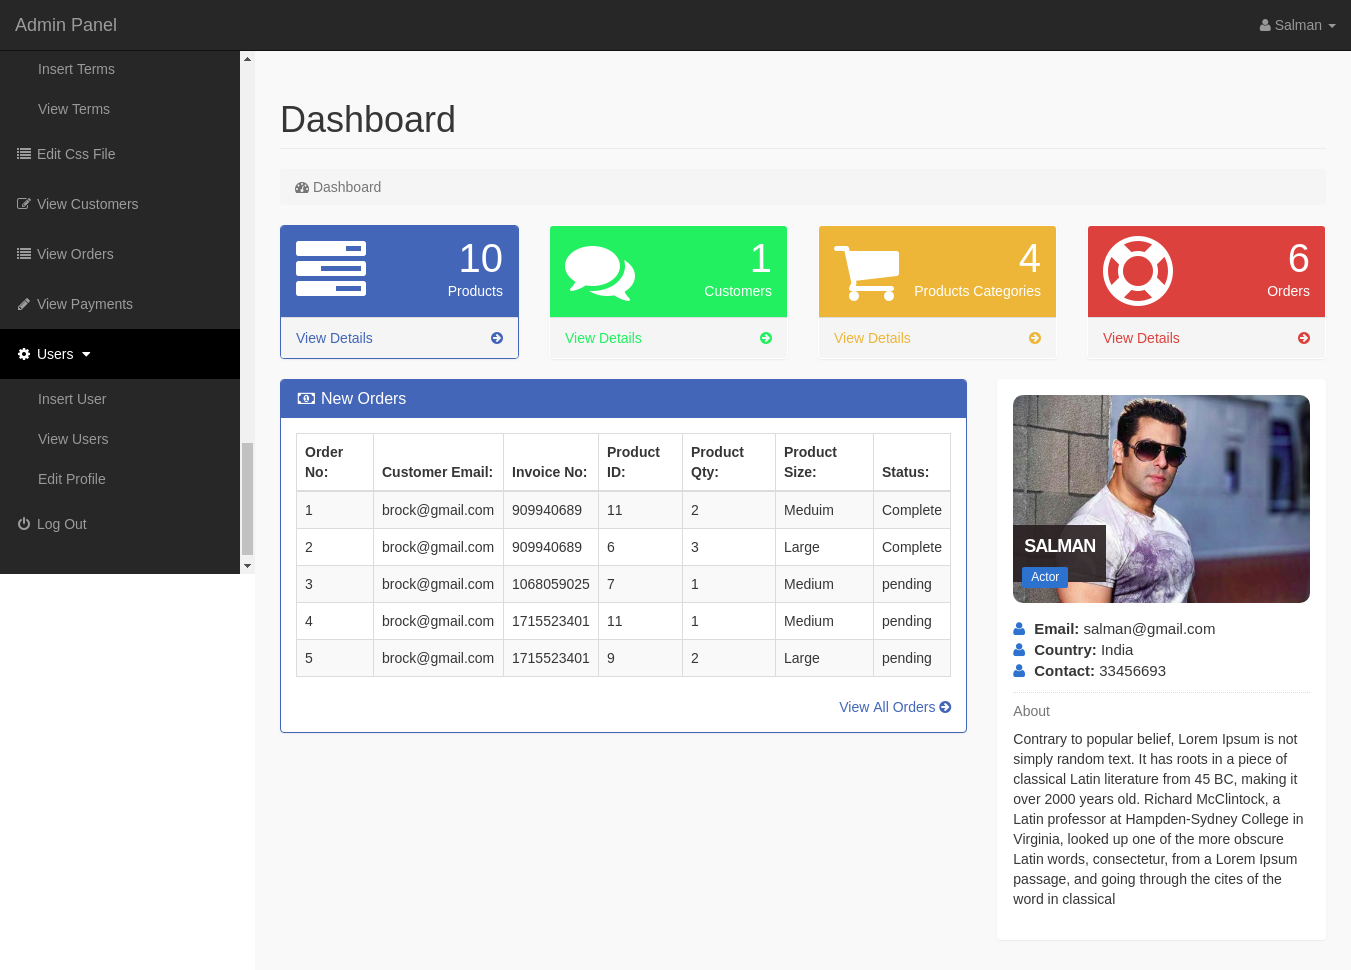 Admin Panel
Salman
Insert Terms
View Terms
Edit Css File
View Customers
View Orders
View Payments
Users
Insert User
View Users
Edit Profile
Log Out
Dashboard
Dashboard
10
Products
View Details
1
Customers
View Details
4
Products Categories
View Details
6
Orders
View Details
New Orders
Order No: Customer Email: Invoice No: Product ID: Product Qty: Product Size: Status:
1 brock@gmail.com 909940689 11 2 Meduim Complete
2 brock@gmail.com 909940689 6 3 Large Complete
3 brock@gmail.com 1068059025 7 1 Medium pending
4 brock@gmail.com 1715523401 11 1 Medium pending
5 brock@gmail.com 1715523401 9 2 Large pending
View All Orders
SALMAN
Actor
Email: salman@gmail.com
Country: India
Contact: 33456693
About
Contrary to popular belief, Lorem Ipsum is not
simply random text. It has roots in a piece of
classical Latin literature from 45 BC, making it
over 2000 years old. Richard McClintock, a
Latin professor at Hampden-Sydney College in
Virginia, looked up one of the more obscure
Latin words, consectetur, from a Lorem Ipsum
passage, and going through the cites of the
word in classical